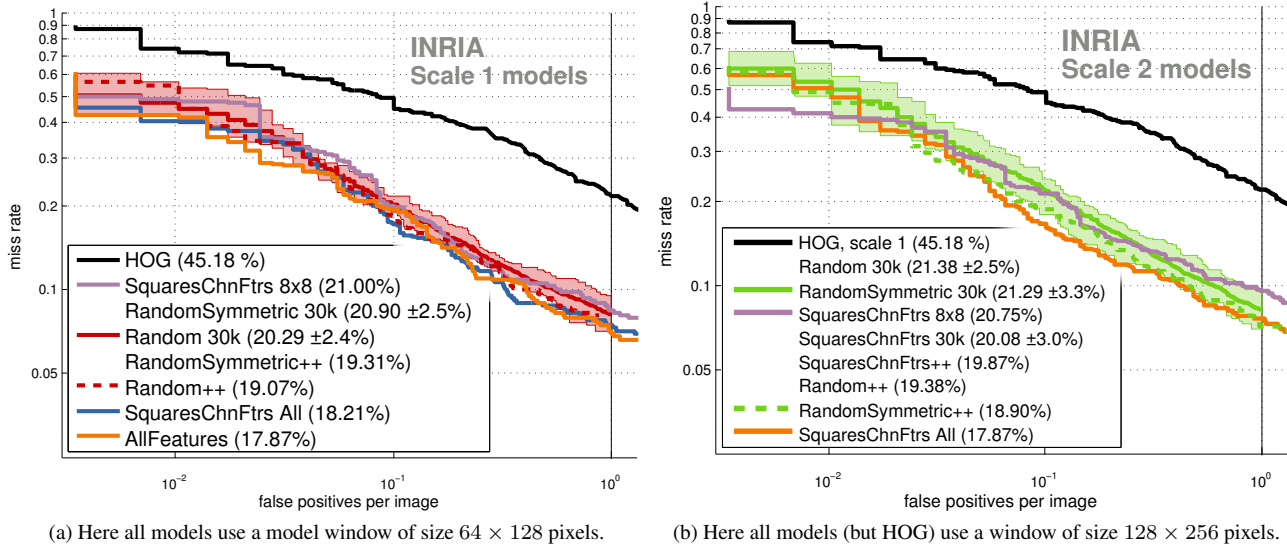 INRIA
Scale 1 models
1
0.9
0.8
0.7
0.6
0.5
0.4
0.3
0.2
0.1
0.05
miss rate
HOG (45.18 %)
SquaresChnFtrs 8x8 (21.00%)
RandomSymmetric 30k (20.90 ±2.5%)
Random 30k (20.29 ±2.4%)
RandomSymmetric++ (19.31%)
Random++ (19.07%)
SquaresChnFtrs All (18.21%)
AllFeatures (17.87%)
10⁻² 10⁻¹ 10⁰
false positives per image
(a) Here all models use a model window of size 64 × 128 pixels.
INRIA
Scale 2 models
1
0.9
0.8
0.7
0.6
0.5
0.4
0.3
0.2
0.1
0.05
miss rate
HOG, scale 1 (45.18 %)
Random 30k (21.38 ±2.5%)
RandomSymmetric 30k (21.29 ±3.3%)
SquaresChnFtrs 8x8 (20.75%)
SquaresChnFtrs 30k (20.08 ±3.0%)
SquaresChnFtrs++ (19.87%)
Random++ (19.38%)
RandomSymmetric++ (18.90%)
SquaresChnFtrs All (17.87%)
10⁻² 10⁻¹ 10⁰
false positives per image
(b) Here all models (but HOG) use a window of size 128 × 256 pixels.